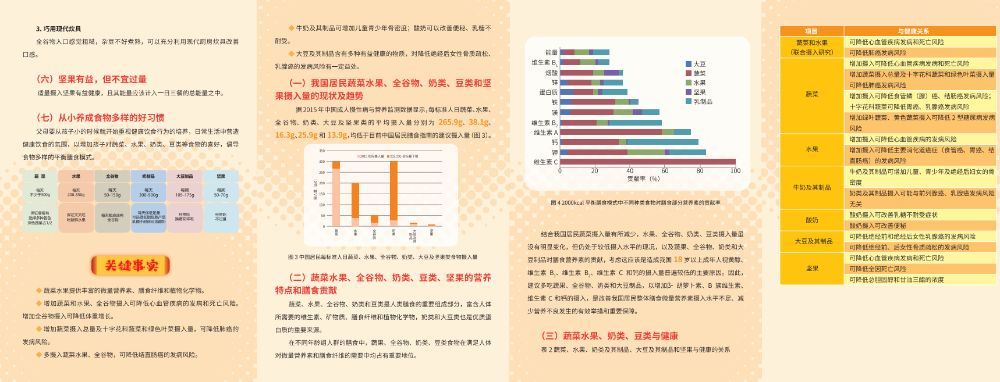 3. 巧用现代炊具
全谷物入口感觉粗糙，杂豆不好煮熟，可以充分利用现代厨房炊具改善
口感。
（六）坚果有益，但不宜过量
适量摄入坚果有益健康，且其能量应该计入一日三餐的总能量之中。
（七）从小养成食物多样的好习惯
父母要从孩子小的时候就开始重视健康饮食行为的培养，日常生活中营造
健康饮食的氛围，以增加孩子对蔬菜、水果、奶类、豆类等食物的喜好，倡导
食物多样的平衡膳食模式。
蔬 菜 水果 全谷物 奶制品 大豆制品 坚果
每天 每天 每天 每天 每周 每周
不少于300g 200-350g 50-150g 300-500g 105-175g 50-70g
保证餐餐有
选择多种各色
深色蔬菜占1/2
保证天天吃
吃新鲜水果
每天都应该有
全谷物
每天保证足量
可选择低脂脱脂产品
乳糖不耐症可选酸奶
经常吃
换着花样吃
经常吃
不过量
关键事实
蔬菜水果提供丰富的微量营养素、膳食纤维和植物化学物。
增加蔬菜和水果、全谷物摄入可降低心血管疾病的发病和死亡风险。
增加全谷物摄入可降低体重增长。
增加蔬菜摄入总量及十字花科蔬菜和绿色叶菜摄入量，可降低肺癌的
发病风险。
多摄入蔬菜水果、全谷物，可降低结直肠癌的发病风险。
牛奶及其制品可增加儿童青少年骨密度；酸奶可以改善便秘、乳糖不
耐受。
大豆及其制品含有多种有益健康的物质，对降低绝经后女性骨质疏松、
乳腺癌的发病风险有一定益处。
（一）我国居民蔬菜水果、全谷物、奶类、豆类和坚
果摄入量的现状及趋势
据 2015 年中国成人慢性病与营养监测数据显示,每标准人日蔬菜、水果、
全谷物、奶类、大豆及坚果类的平均摄入量分别为 265.9g、38.1g、
16.3g、25.9g 和 13.9g,均低于目前中国居民膳食指南的建议摄入量（图 3）。
2015 实际摄入量 2021DG 目标量下限
摄入量（g/d）
350
300
250
200
150
100
50
0
蔬菜
水果
全谷物
奶类
大豆及其制品
坚果
图 3 中国居民每标准人日蔬菜、水果、全谷物、奶类、大豆及坚果类食物摄入量
（二）蔬菜水果、全谷物、奶类、豆类、坚果的营养
特点和膳食贡献
蔬菜、水果、全谷物、奶类和豆类是人类膳食的重要组成部分，富含人体
所需要的维生素、矿物质、膳食纤维和植物化学物，奶类和大豆类也是优质蛋
白质的重要来源。
在不同年龄组人群的膳食中，蔬果、全谷物、奶类、豆类食物在满足人体
对微量营养素和膳食纤维的需要中均占有重要地位。
能量
维生素 B1
烟酸
锌
蛋白质
铁
镁
维生素 B2
维生素 A
钙
钾
维生素 C
大豆
蔬菜
水果
坚果
乳制品
0 20 40 60 80 100
贡献率（%）
图 4 2000kcal 平衡膳食模式中不同种类食物对膳食部分营养素的贡献率
结合我国居民蔬菜摄入量有所减少，水果、全谷物、奶类、豆类摄入量虽
没有明显变化，但仍处于较低摄入水平的现况，以及蔬果、全谷物、奶类和大
豆制品对膳食营养素的贡献，考虑这应该是造成我国 18 岁以上成年人视黄醇、
维生素 B1、维生素 B2、维生素 C 和钙的摄入量普遍较低的主要原因。因此，
建议多吃蔬果、全谷物、奶类和大豆制品，以增加β- 胡萝卜素、B 族维生素、
维生素 C 和钙的摄入，是改善我国居民整体膳食微量营养素摄入水平不足、减
少营养不良发生的有效举措和重要保障。
（三）蔬菜水果、奶类、豆类与健康
表 2 蔬菜、水果、奶类及其制品、大豆及其制品和坚果与健康的关系
项目 与健康关系
蔬菜和水果
（联合摄入研究）
可降低心血管疾病发病和死亡风险
可降低肺癌发病风险
蔬菜
增加摄入可降低心血管疾病发病和死亡风险
增加蔬菜摄入总量及十字花科蔬菜和绿色叶菜摄入量
可降低肺癌发病风险
增加摄入可降低食管鳞（腺）癌、结肠癌发病风险；
十字花科蔬菜可降低胃癌、乳腺癌发病风险
增加绿叶蔬菜、黄色蔬菜摄入可降低 2 型糖尿病发病
风险
水果
增加摄入可降低心血管疾病的发病风险
增加摄入可降低主要消化道癌症（食管癌、胃癌、结
直肠癌）的发病风险
牛奶及其制品
牛奶及其制品可增加儿童、青少年及绝经后妇女的骨
密度
奶类及其制品摄入可能与前列腺癌、乳腺癌发病风险
无关
酸奶
酸奶摄入可改善乳糖不耐受症状
酸奶摄入可改善便秘
大豆及其制品
可降低绝经前和绝经后女性乳腺癌的发病风险
可降低绝经前、后女性骨质疏松的发病风险
坚果
可降低心血管疾病发病和死亡风险
可降低全因死亡风险
可降低总胆固醇和甘油三酯的浓度